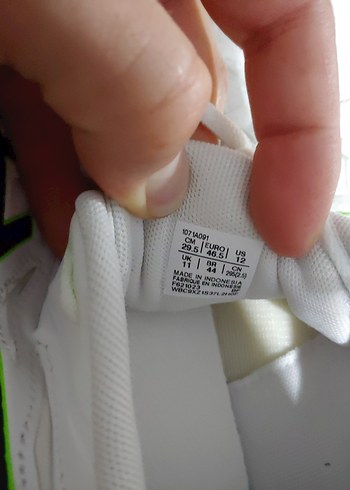 1071A091
CM EURO US
29.5 46.5 12
UK BR CN
11 44 295(2.5)
MADE IN INDONESIA
FABRIQUE EN INDONESIE
F621023